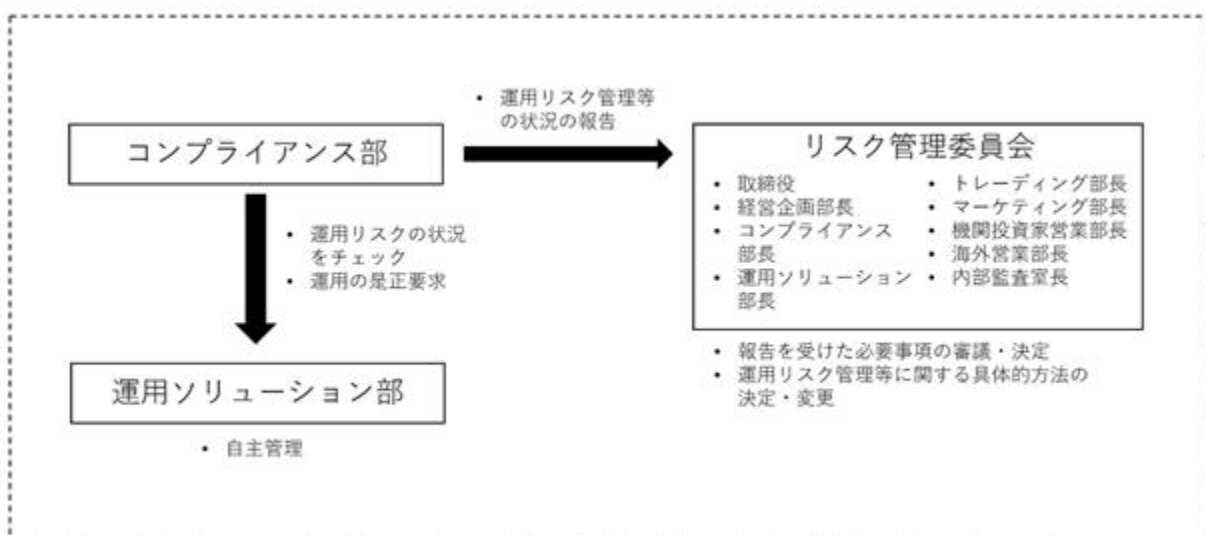 • 運用リスク管理等
の状況の報告
コンプライアンス部
• 運用リスクの状況
をチェック
• 運用の是正要求
運用ソリューション部
• 自主管理
リスク管理委員会
• 取締役
• 経営企画部長
• コンプライアンス
部長
• 運用ソリューション
部長
• トレーディング部長
• マーケティング部長
• 機関投資家営業部長
• 海外営業部長
• 内部監査室長
• 報告を受けた必要事項の審議・決定
• 運用リスク管理等に関する具体的方法の
決定・変更